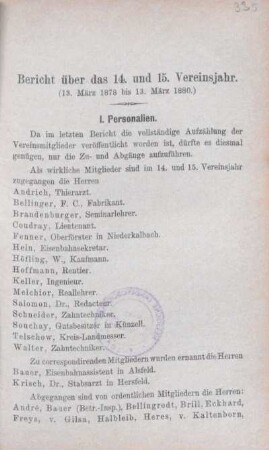 Bericht über das 14. und 15. Vereinsjahr.
(13. März 1878 bis 13. März 1880.)
I. Personalien.
Da im letzten Bericht die vollständige Aufzählung der
Vereinsmitglieder veröffentlicht worden ist, dürfte es diesmal
genügen, nur die Zu- und Abgänge aufzuführen.
Als wirkliche Mitglieder sind im 14. und 15. Vereinsjahr
zugegangen die Herren
Andrich, Thierarzt.
Bellinger, F. C., Fabrikant.
Brandenburger, Seminarlehrer.
Coudray, Lieutenant.
Fenner, Oberförster in Niederkalbach.
Hein, Eisenbahnsekretar.
Höfling, W., Kaufmann.
Hoffmann, Rentier.
Keller, Ingenieur.
Melchior, Reallehrer.
Salomon, Dr., Redacteur.
Schneider, Zahntechniker.
Souchay, Gutsbesitzer in Künzell.
Telschow, Kreis-Landmesser.
Wolter, Zahntechniker.
Zu correspondirenden Mitgliedern wurden ernannt die Herren
Bauer, Eisenbahnassistent in Alsfeld.
Krisch, Dr., Stabsarzt in Hersfeld.
Abgegangen sind von ordentlichen Mitgliedern die Herren:
André, Bauer (Betr.-Insp.), Bellingrodt, Brill, Eckhard,
Freys, v. Gilsa, Halbleib, Heres, v. Kaltenborn,